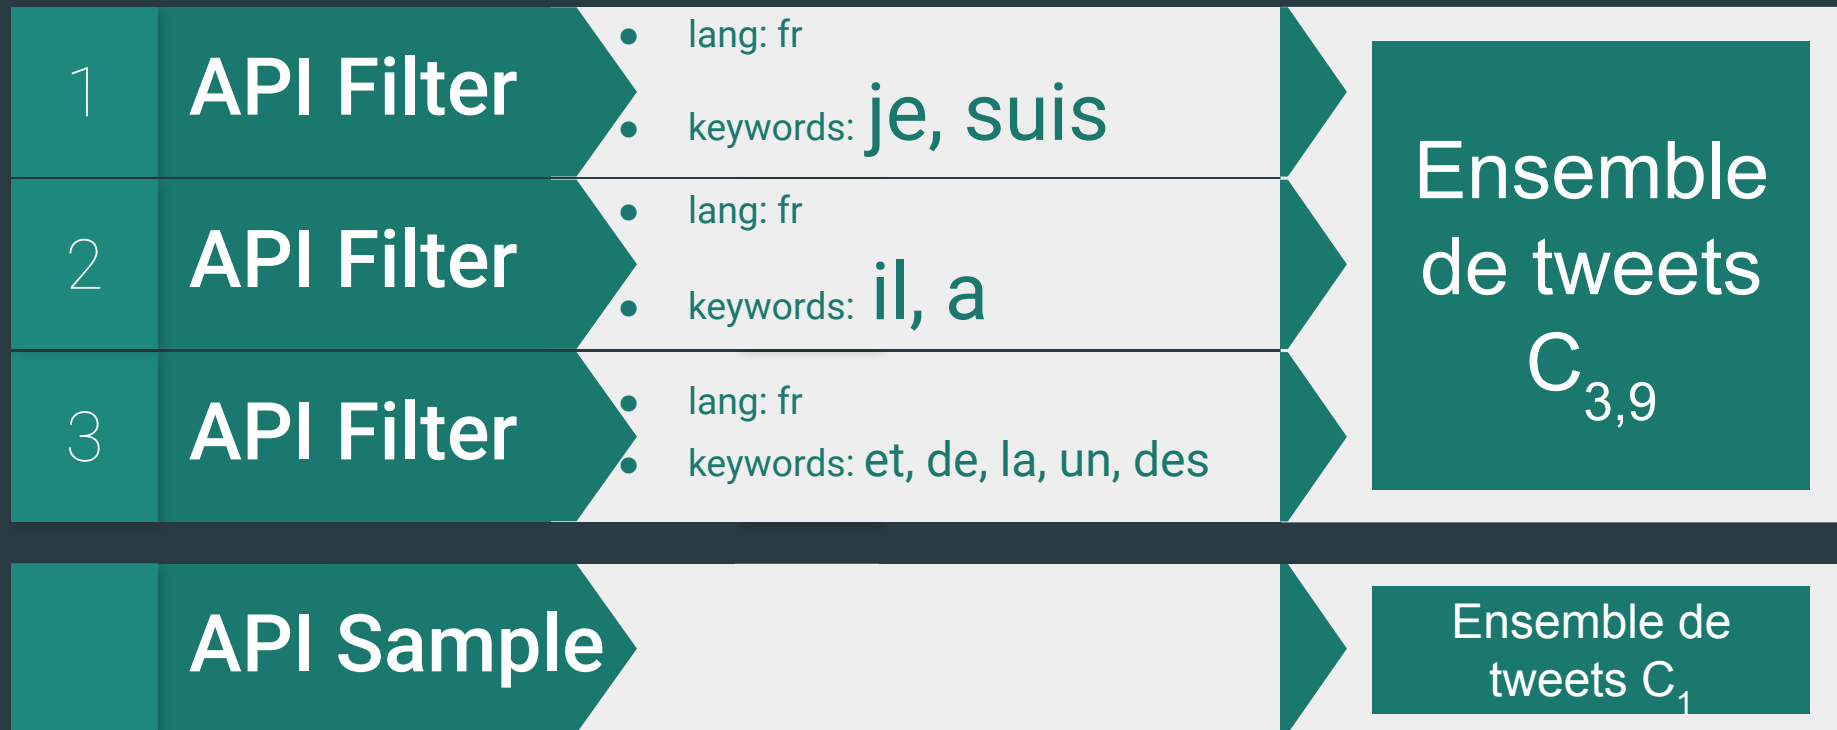 1
API Filter
● lang: fr
● keywords: je, suis
2
API Filter
● lang: fr
● keywords: il, a
3
API Filter
● lang: fr
● keywords: et, de, la, un, des
Ensemble
de tweets
C3,9
API Sample
Ensemble de
tweets C1